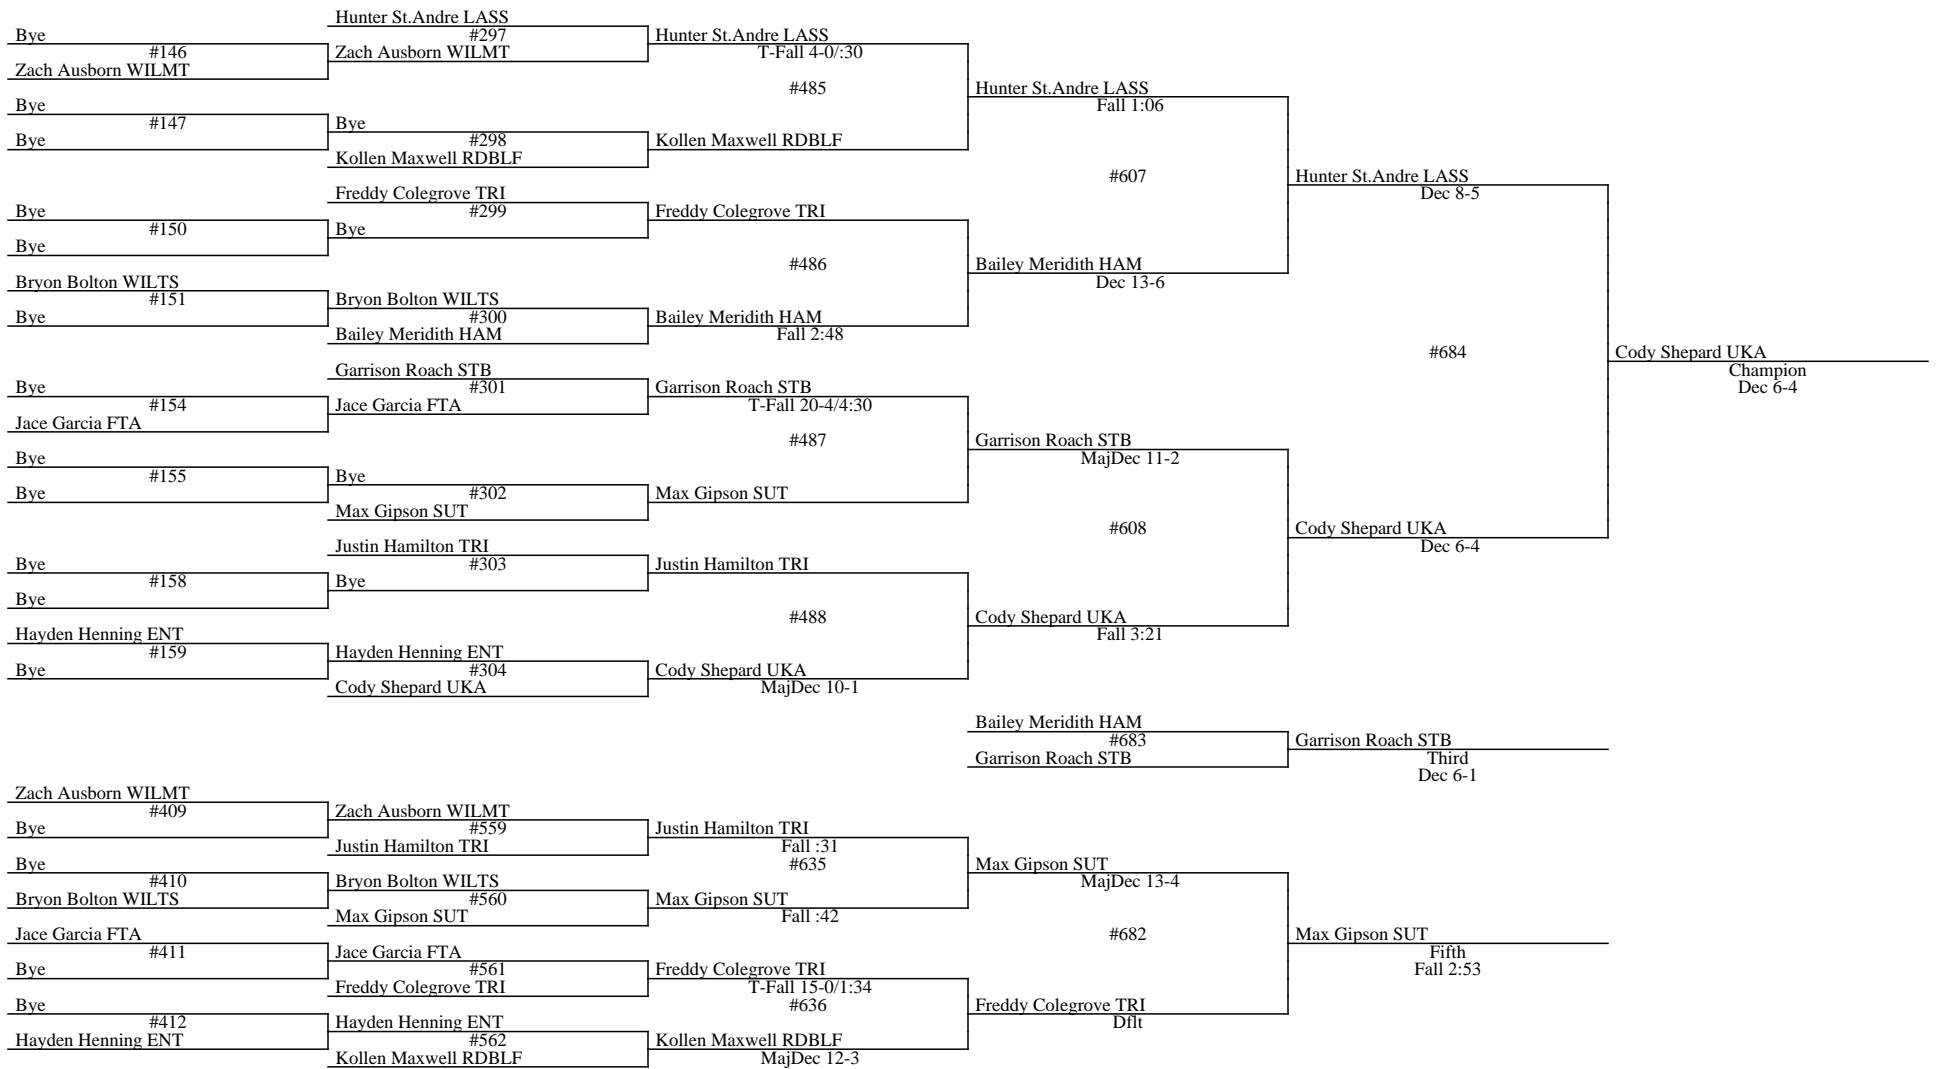 Hunter St.Andre LASS
Bye
#297
Hunter St.Andre LASS
#146
Zach Ausborn WILMT
T-Fall 4-0/:30
Zach Ausborn WILMT
#485
Hunter St.Andre LASS
Bye
Fall 1:06
#147
Bye
Bye
#298
Kollen Maxwell RDBLF
Kollen Maxwell RDBLF
#607
Hunter St.Andre LASS
Freddy Colegrove TRI
Dec 8-5
Bye
#299
Freddy Colegrove TRI
#150
Bye
Bye
#486
Bailey Meridith HAM
Bryon Bolton WILTS
Dec 13-6
#151
Bryon Bolton WILTS
Bye
#300
Bailey Meridith HAM
Bailey Meridith HAM
Fall 2:48
#684
Cody Shepard UKA
Garrison Roach STB
Champion
Bye
#301
Garrison Roach STB
Dec 6-4
#154
Jace Garcia FTA
T-Fall 20-4/4:30
Jace Garcia FTA
#487
Garrison Roach STB
Bye
MajDec 11-2
#155
Bye
Bye
#302
Max Gipson SUT
Max Gipson SUT
#608
Cody Shepard UKA
Justin Hamilton TRI
Dec 6-4
Bye
#303
Justin Hamilton TRI
#158
Bye
Bye
#488
Cody Shepard UKA
Hayden Henning ENT
Fall 3:21
#159
Hayden Henning ENT
Bye
#304
Cody Shepard UKA
Cody Shepard UKA
MajDec 10-1
Bailey Meridith HAM
#683
Garrison Roach STB
Garrison Roach STB
Third
Dec 6-1
Zach Ausborn WILMT
#409
Zach Ausborn WILMT
Bye
#559
Justin Hamilton TRI
Justin Hamilton TRI
Fall :31
Bye
#635
Max Gipson SUT
#410
Bryon Bolton WILTS
MajDec 13-4
Bryon Bolton WILTS
#560
Max Gipson SUT
Max Gipson SUT
Fall :42
Jace Garcia FTA
#682
Max Gipson SUT
#411
Jace Garcia FTA
Fifth
Bye
#561
Freddy Colegrove TRI
Fall 2:53
Freddy Colegrove TRI
T-Fall 15-0/1:34
Bye
#636
Freddy Colegrove TRI
#412
Hayden Henning ENT
Dflt
Hayden Henning ENT
#562
Kollen Maxwell RDBLF
Kollen Maxwell RDBLF
MajDec 12-3